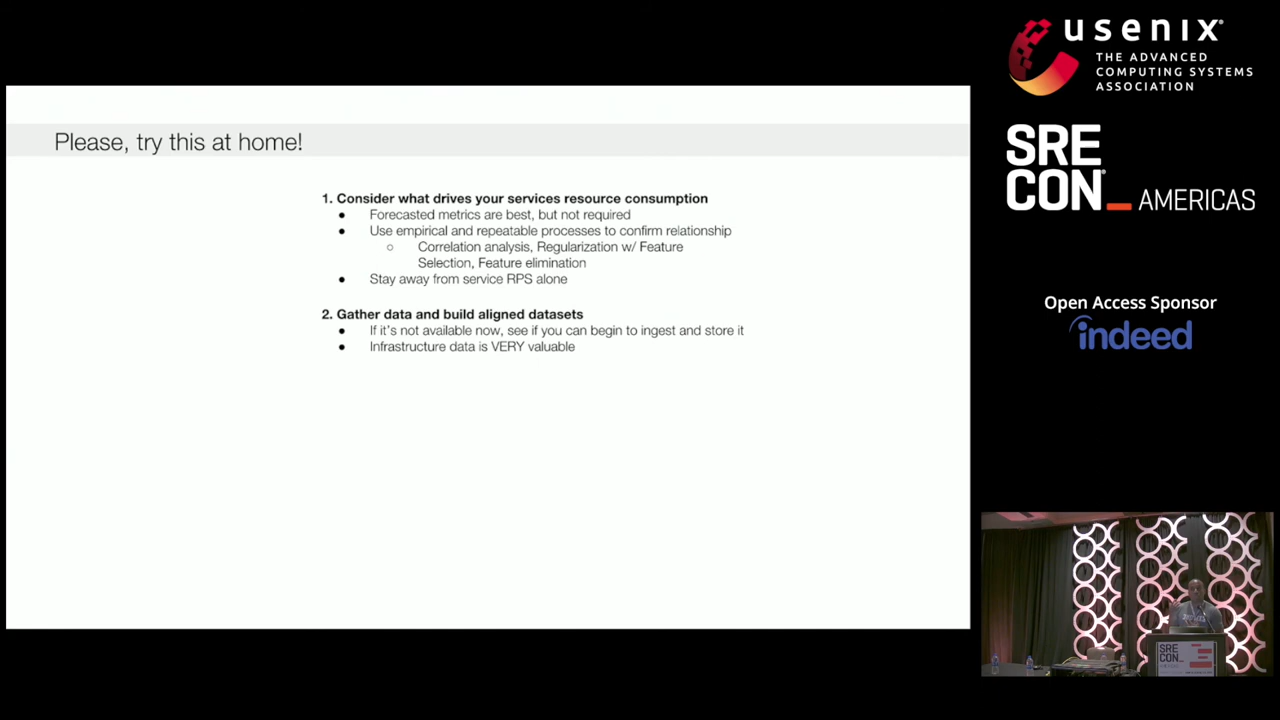 Please, try this at home!
1. Consider what drives your services resource consumption
● Forecasted metrics are best, but not required
● Use empirical and repeatable processes to confirm relationship
○ Correlation analysis, Regularization w/ Feature
Selection, Feature elimination
● Stay away from service RPS alone
2. Gather data and build aligned datasets
● If it's not available now, see if you can begin to ingest and store it
● Infrastructure data is VERY valuable
usenix®
THE ADVANCED
COMPUTING SYSTEMS
ASSOCIATION
SRE
CON® AMERICAS
Open Access Sponsor
indeed
SRE
CON